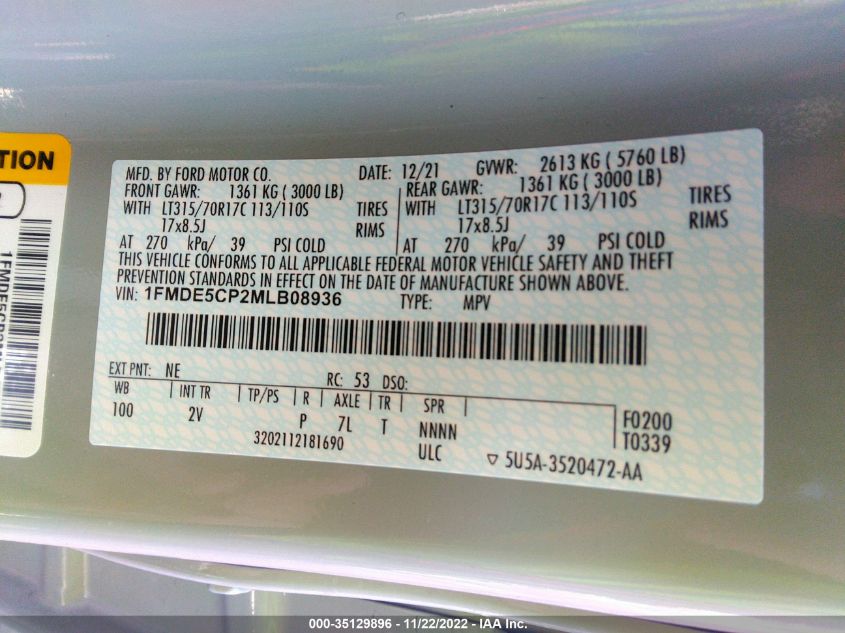 TION
1FMDE5CP2ML
MFD. BY FORD MOTOR CO. DATE: 12/21 GVWR: 2613 KG ( 5760 LB)
FRONT GAWR: 1361 KG ( 3000 LB) REAR GAWR: 1361 KG ( 3000 LB)
WITH LT315/70R17C 113/110S TIRES WITH LT315/70R17C 113/110S TIRES
17x8.5J RIMS 17x8.5J RIMS
AT 270 kPa/ 39 PSI COLD AT 270 kPa/ 39 PSI COLD
THIS VEHICLE CONFORMS TO ALL APPLICABLE FEDERAL MOTOR VEHICLE SAFETY AND THEFT
PREVENTION STANDARDS IN EFFECT ON THE DATE OF MANUFACTURE SHOWN ABOVE.
VIN: 1FMDE5CP2MLB08936 TYPE: MPV
EXT PNT: NE RC: 53 DSO:
WB INT TR TP/PS R AXLE TR SPR
100 2V P 7L T NNNN F0200
3202112181690 ULC T0339
▽ 5U5A-3520472-AA
000-35129896 - 11/22/2022 - IAA Inc.